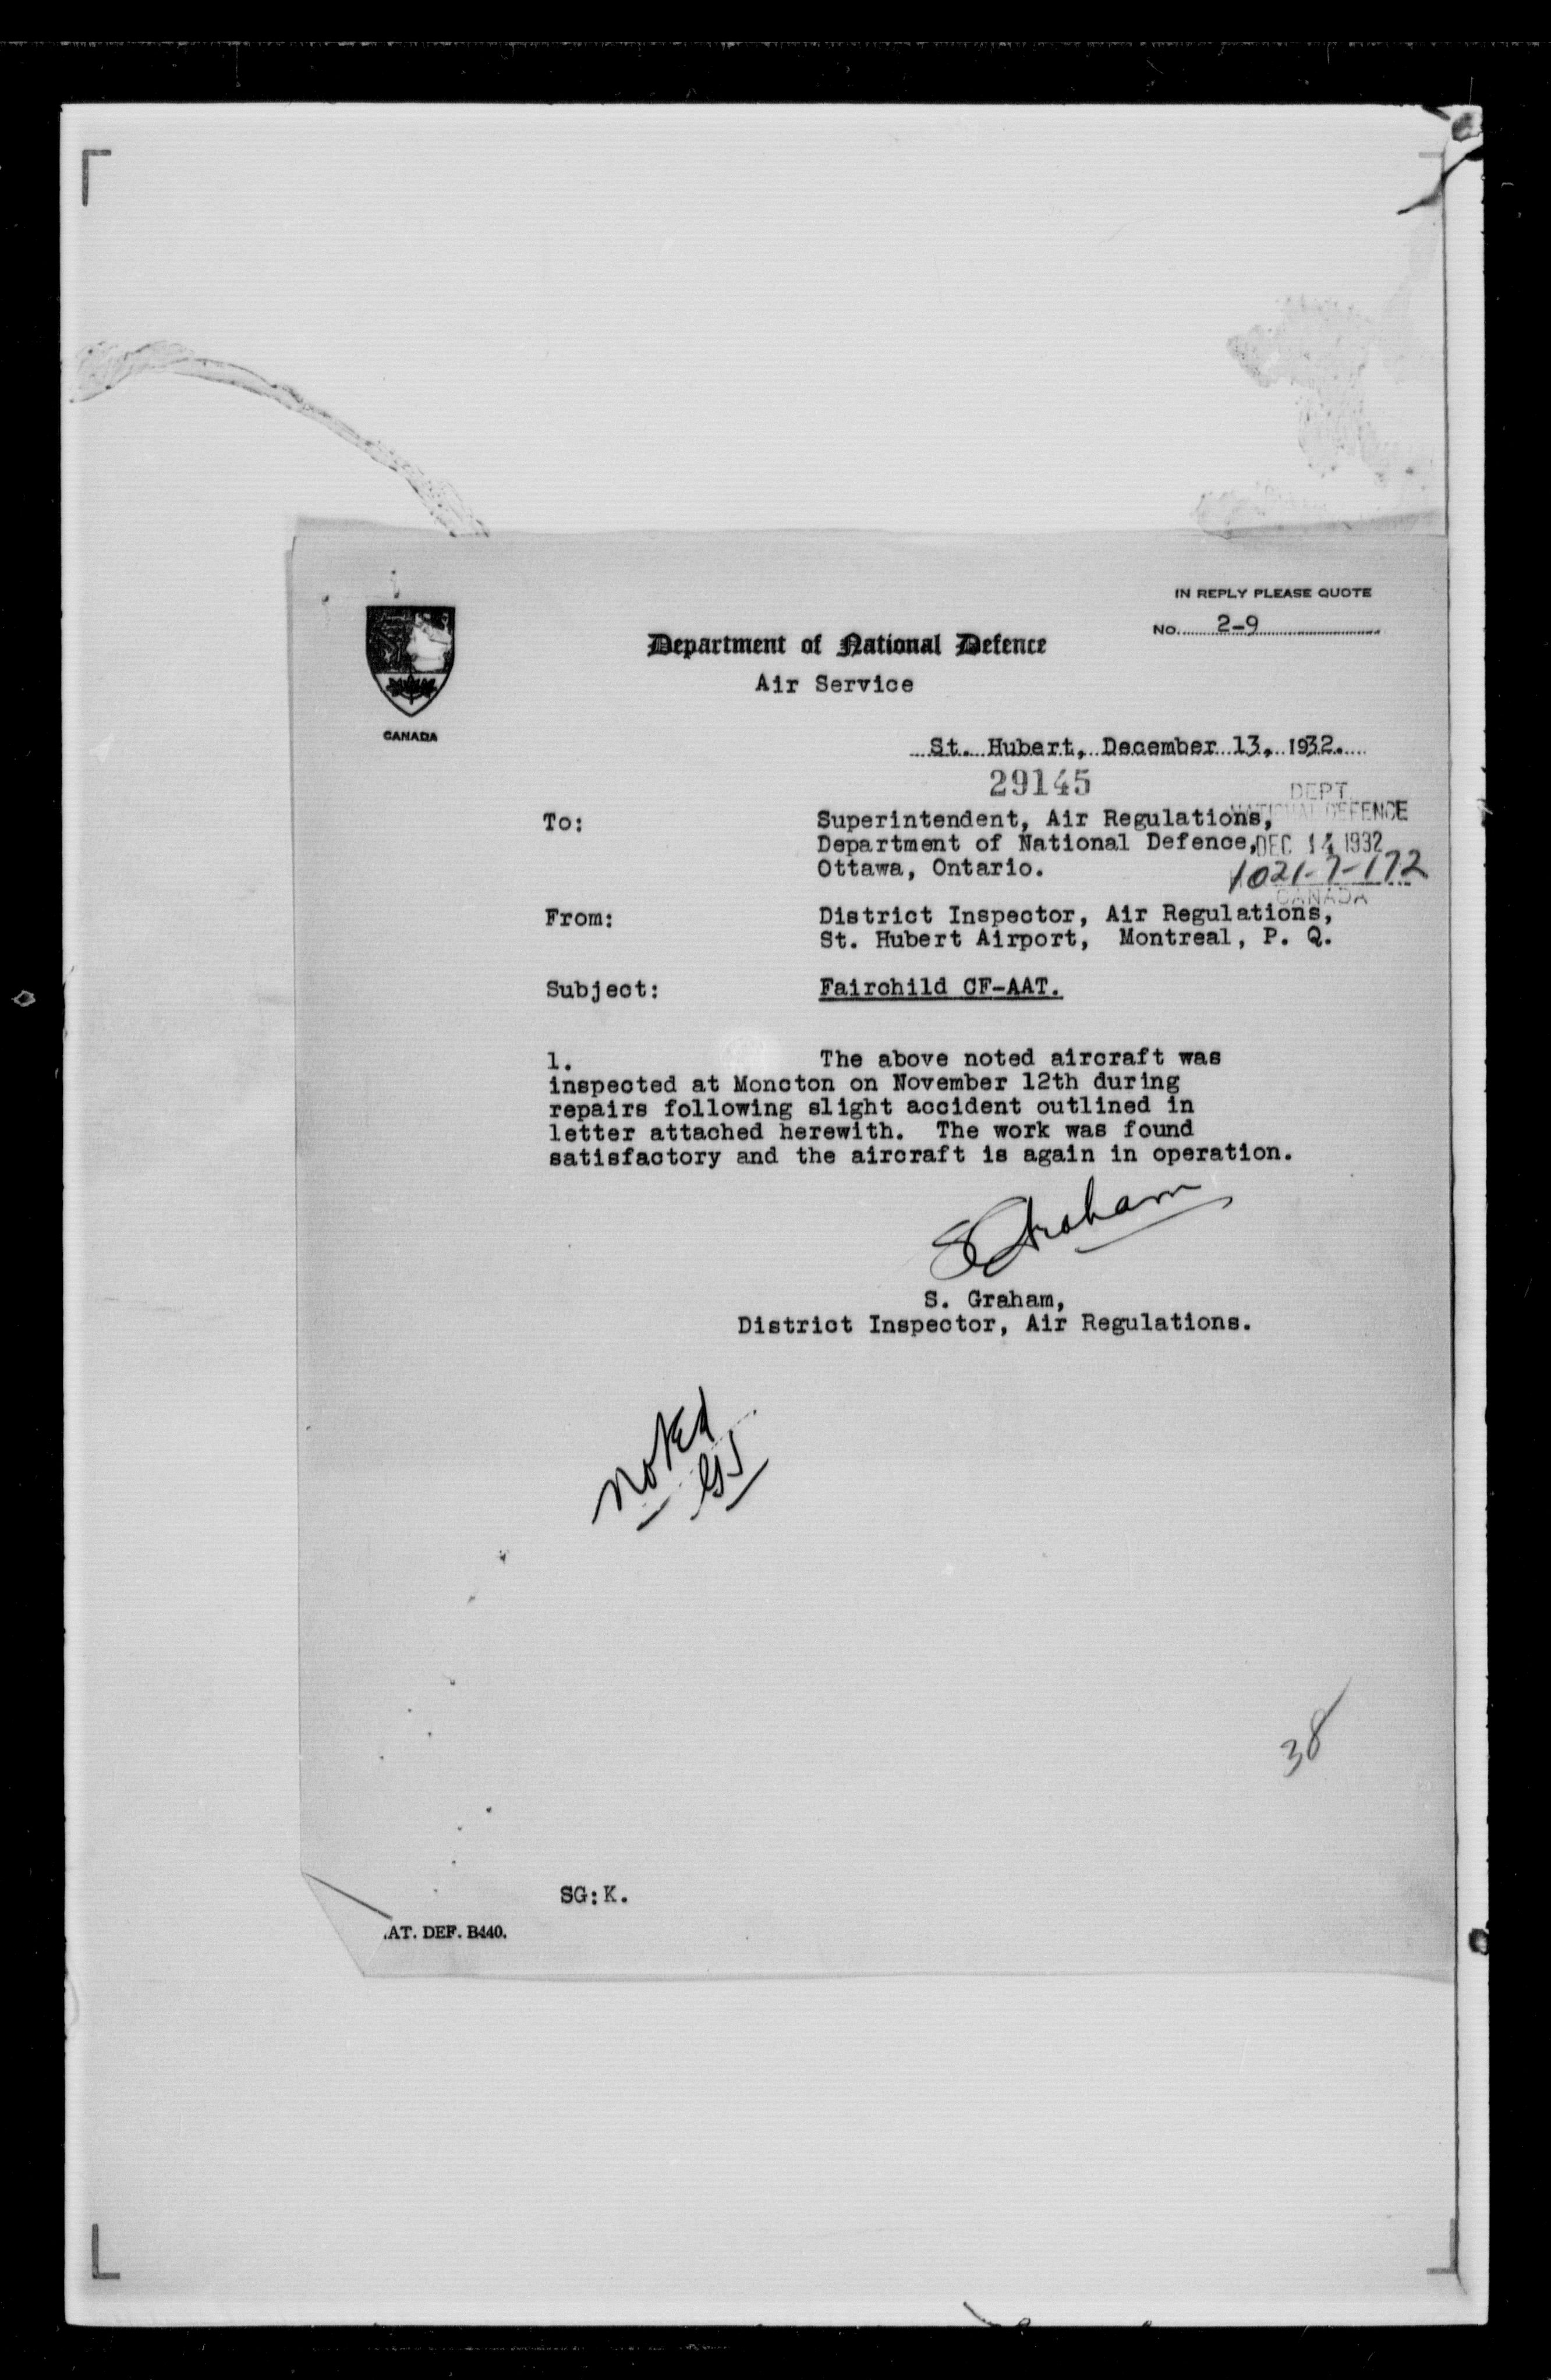 IN REPLY PLEASE QUOTE
No. 2-9
Department of National Defence
Air Service
CANADA
St. Hubert, December 13, 1932.
29145
DEPT.
NATIONAL DEFENCE
To: Superintendent, Air Regulations,
Department of National Defence, DEC 14 1932
Ottawa, Ontario. 1021-7-172
CANADA
From: District Inspector, Air Regulations,
St. Hubert Airport, Montreal, P. Q.
Subject: Fairchild CF-AAT.
1. The above noted aircraft was
inspected at Moncton on November 12th during
repairs following slight accident outlined in
letter attached herewith. The work was found
satisfactory and the aircraft is again in operation.
S Graham
S. Graham,
District Inspector, Air Regulations.
Noted
38
SG:K.
AT. DEF. B440.